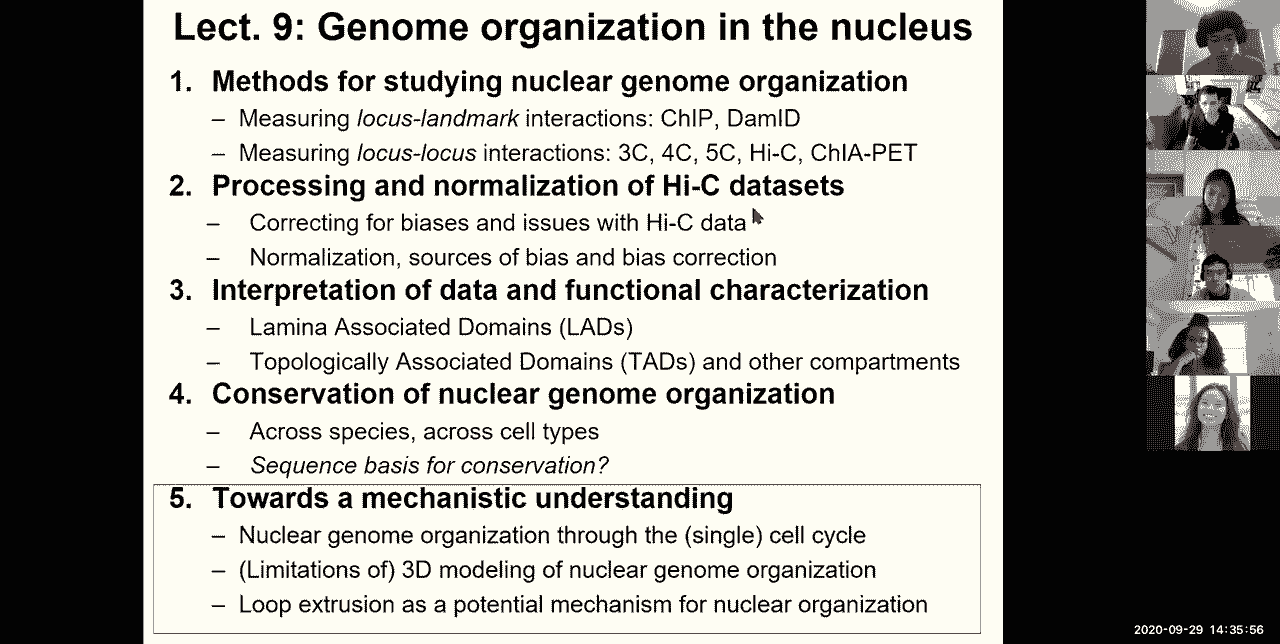 Lect. 9: Genome organization in the nucleus
1. Methods for studying nuclear genome organization
– Measuring locus-landmark interactions: ChIP, DamID
– Measuring locus-locus interactions: 3C, 4C, 5C, Hi-C, ChIA-PET
2. Processing and normalization of Hi-C datasets
– Correcting for biases and issues with Hi-C data
– Normalization, sources of bias and bias correction
3. Interpretation of data and functional characterization
– Lamina Associated Domains (LADs)
– Topologically Associated Domains (TADs) and other compartments
4. Conservation of nuclear genome organization
– Across species, across cell types
– Sequence basis for conservation?
5. Towards a mechanistic understanding
– Nuclear genome organization through the (single) cell cycle
– (Limitations of) 3D modeling of nuclear genome organization
– Loop extrusion as a potential mechanism for nuclear organization
2020-09-29 14:35:56